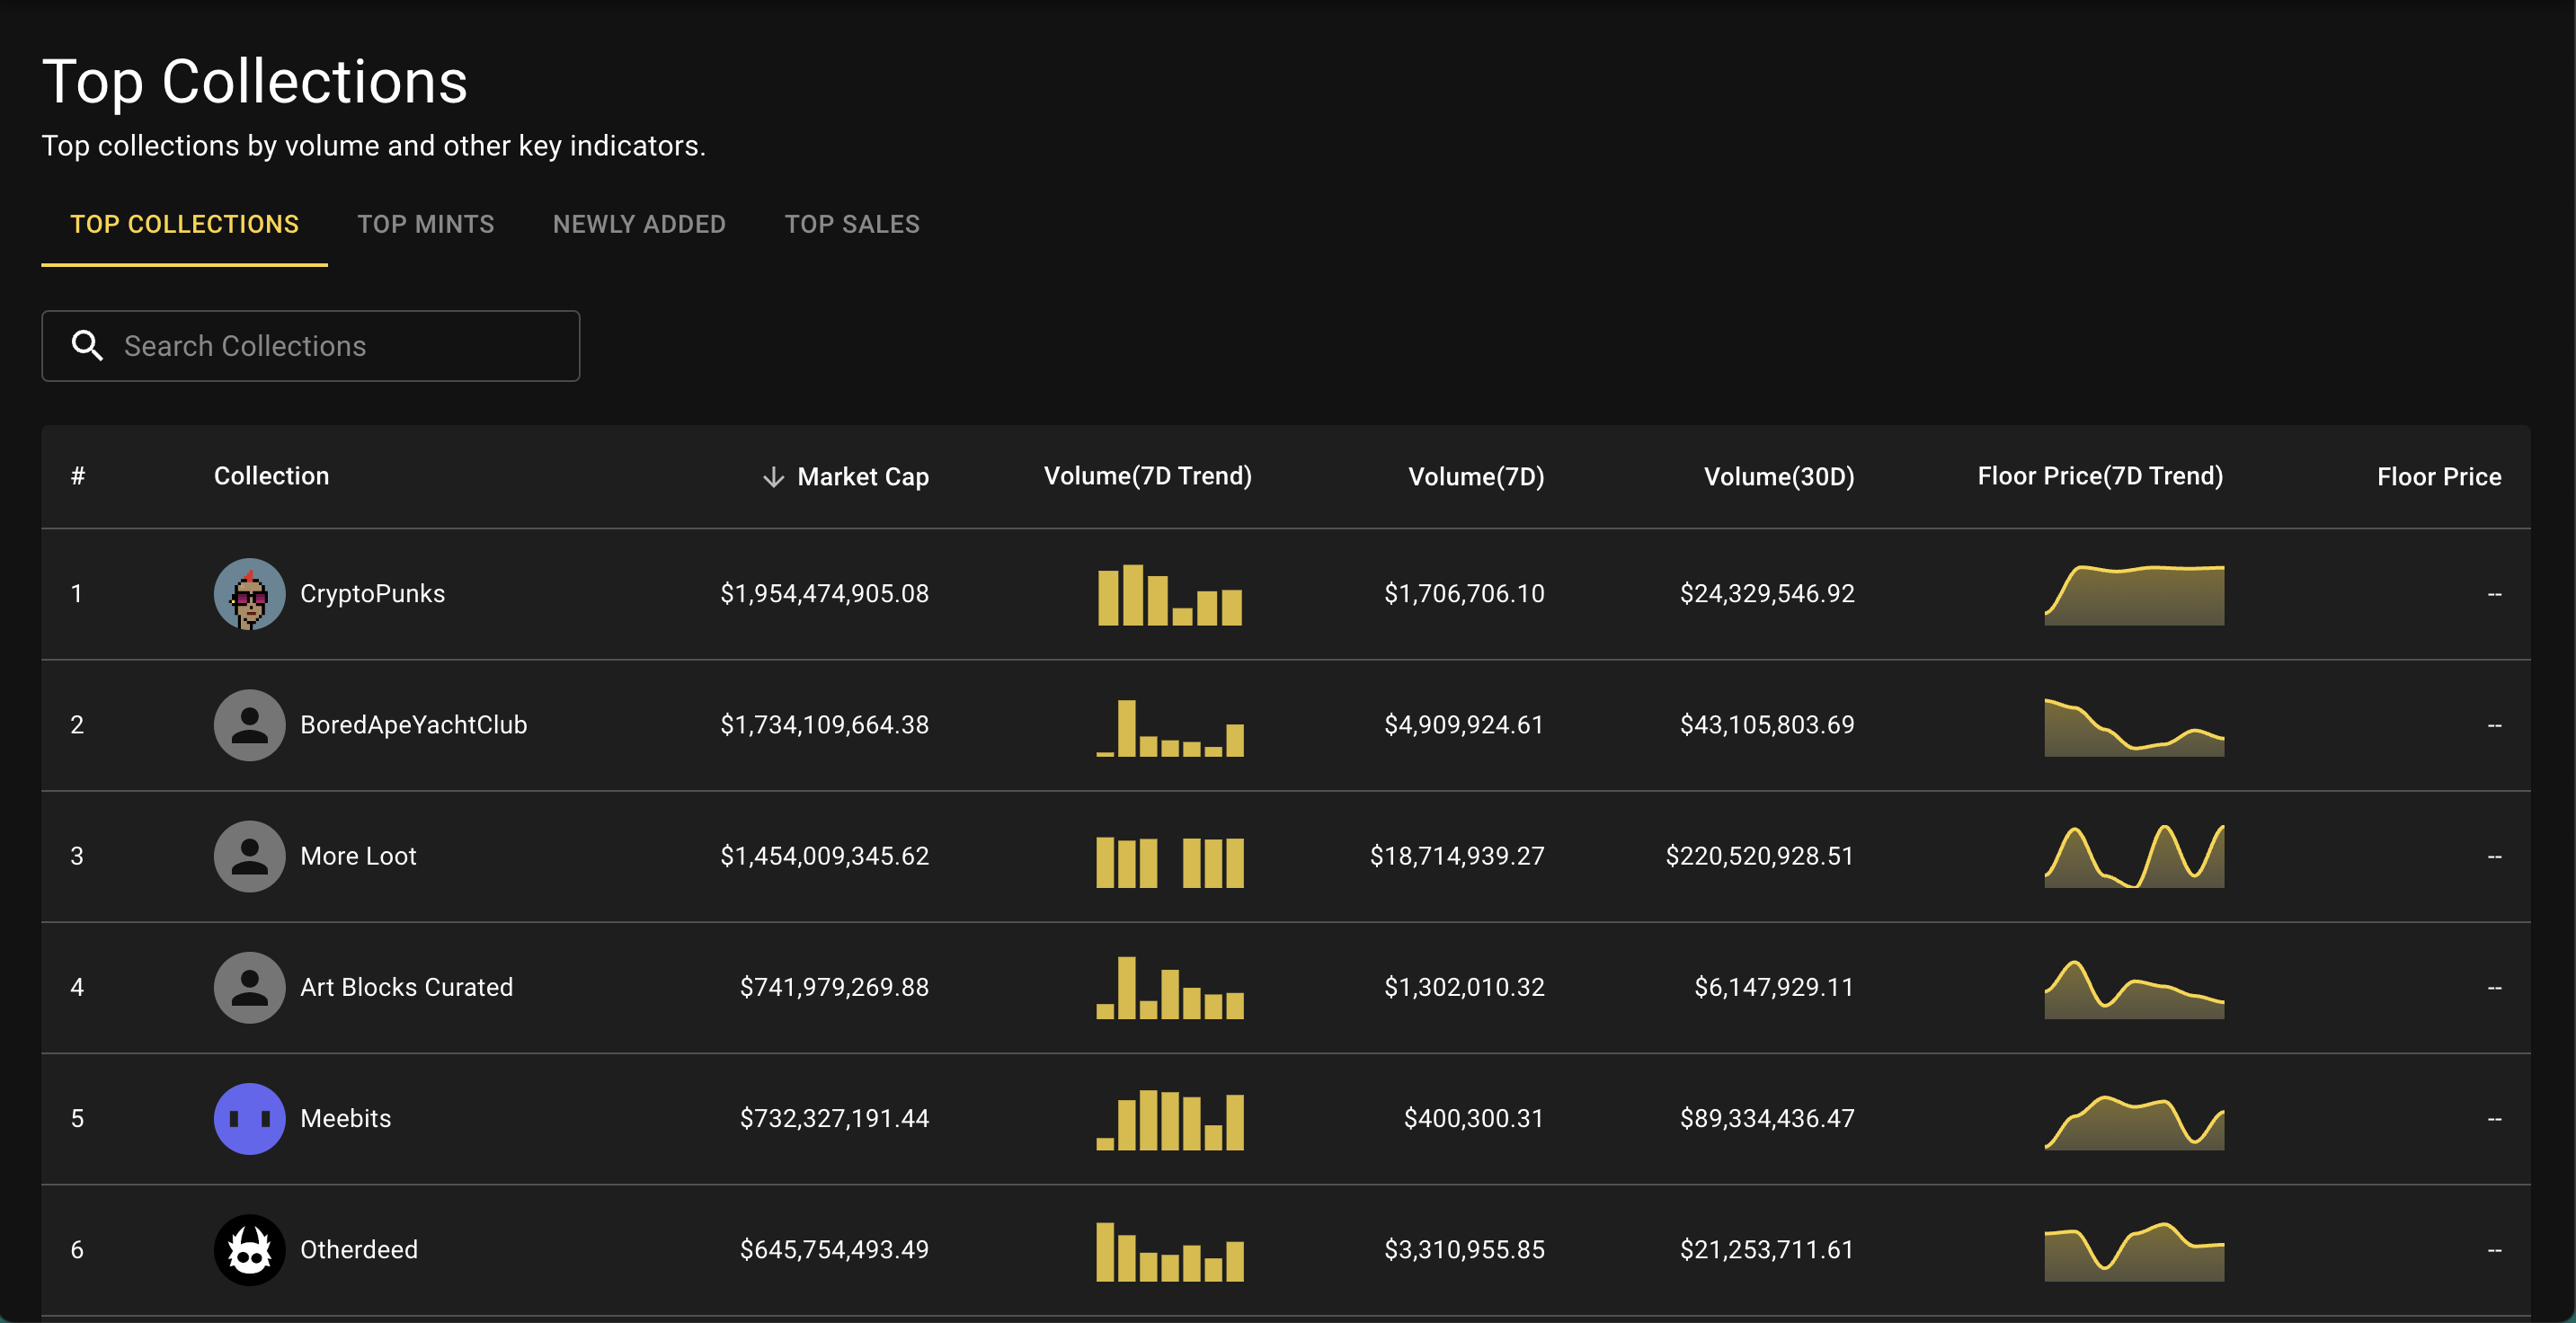 Top Collections
Top collections by volume and other key indicators.
TOP COLLECTIONS TOP MINTS NEWLY ADDED TOP SALES
Search Collections
# Collection Market Cap Volume(7D Trend) Volume(7D) Volume(30D) Floor Price(7D Trend) Floor Price
1 CryptoPunks $1,954,474,905.08 $1,706,706.10 $24,329,546.92 --
2 BoredApeYachtClub $1,734,109,664.38 $4,909,924.61 $43,105,803.69 --
3 More Loot $1,454,009,345.62 $18,714,939.27 $220,520,928.51 --
4 Art Blocks Curated $741,979,269.88 $1,302,010.32 $6,147,929.11 --
5 Meebits $732,327,191.44 $400,300.31 $89,334,436.47 --
6 Otherdeed $645,754,493.49 $3,310,955.85 $21,253,711.61 --